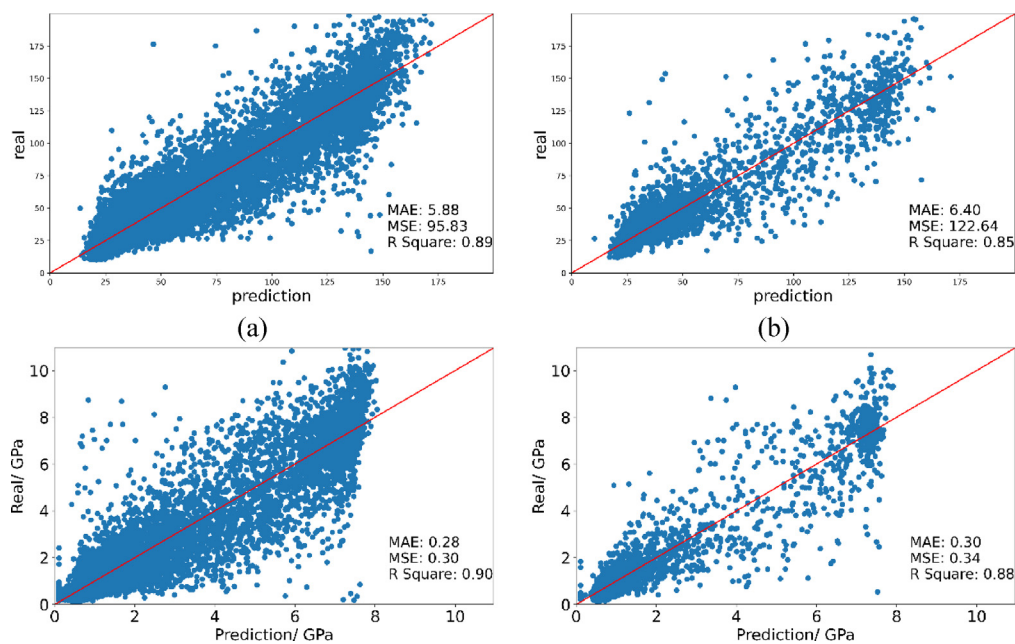 175
150
125
100
75
50
25
0
real
MAE: 5.88
MSE: 95.83
R Square: 0.89
0 25 50 75 100 125 150 175
prediction
(a)
175
150
125
100
75
50
25
0
real
MAE: 6.40
MSE: 122.64
R Square: 0.85
0 25 50 75 100 125 150 175
prediction
(b)
10
8
6
4
2
0
Real/ GPa
MAE: 0.28
MSE: 0.30
R Square: 0.90
0 2 4 6 8 10
Prediction/ GPa
10
8
6
4
2
0
Real/ GPa
MAE: 0.30
MSE: 0.34
R Square: 0.88
0 2 4 6 8 10
Prediction/ GPa